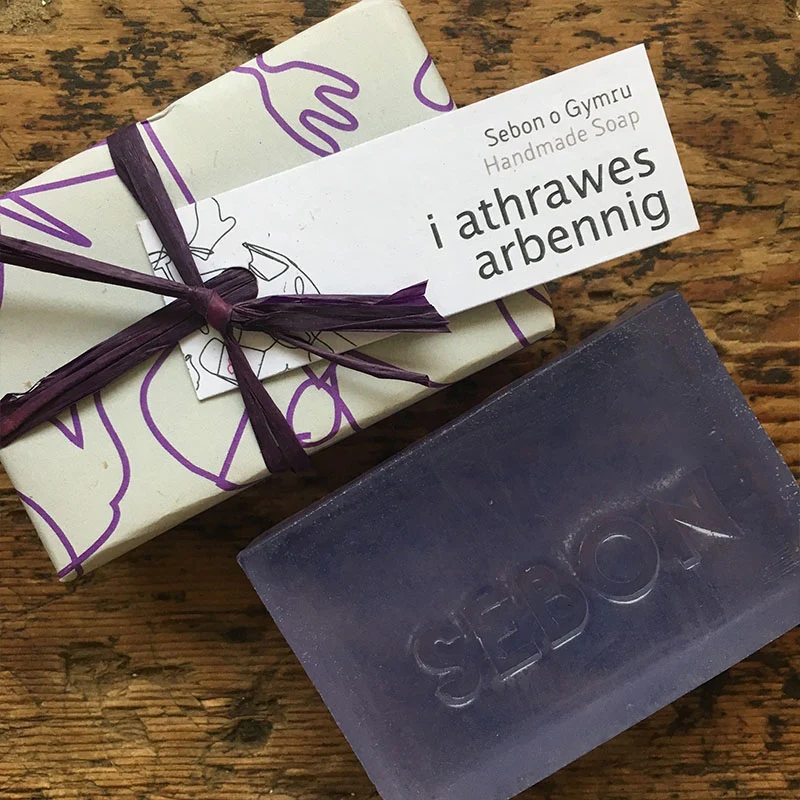 Sebon o Gymru
Handmade Soap
i athrawes
arbennig
SEBON